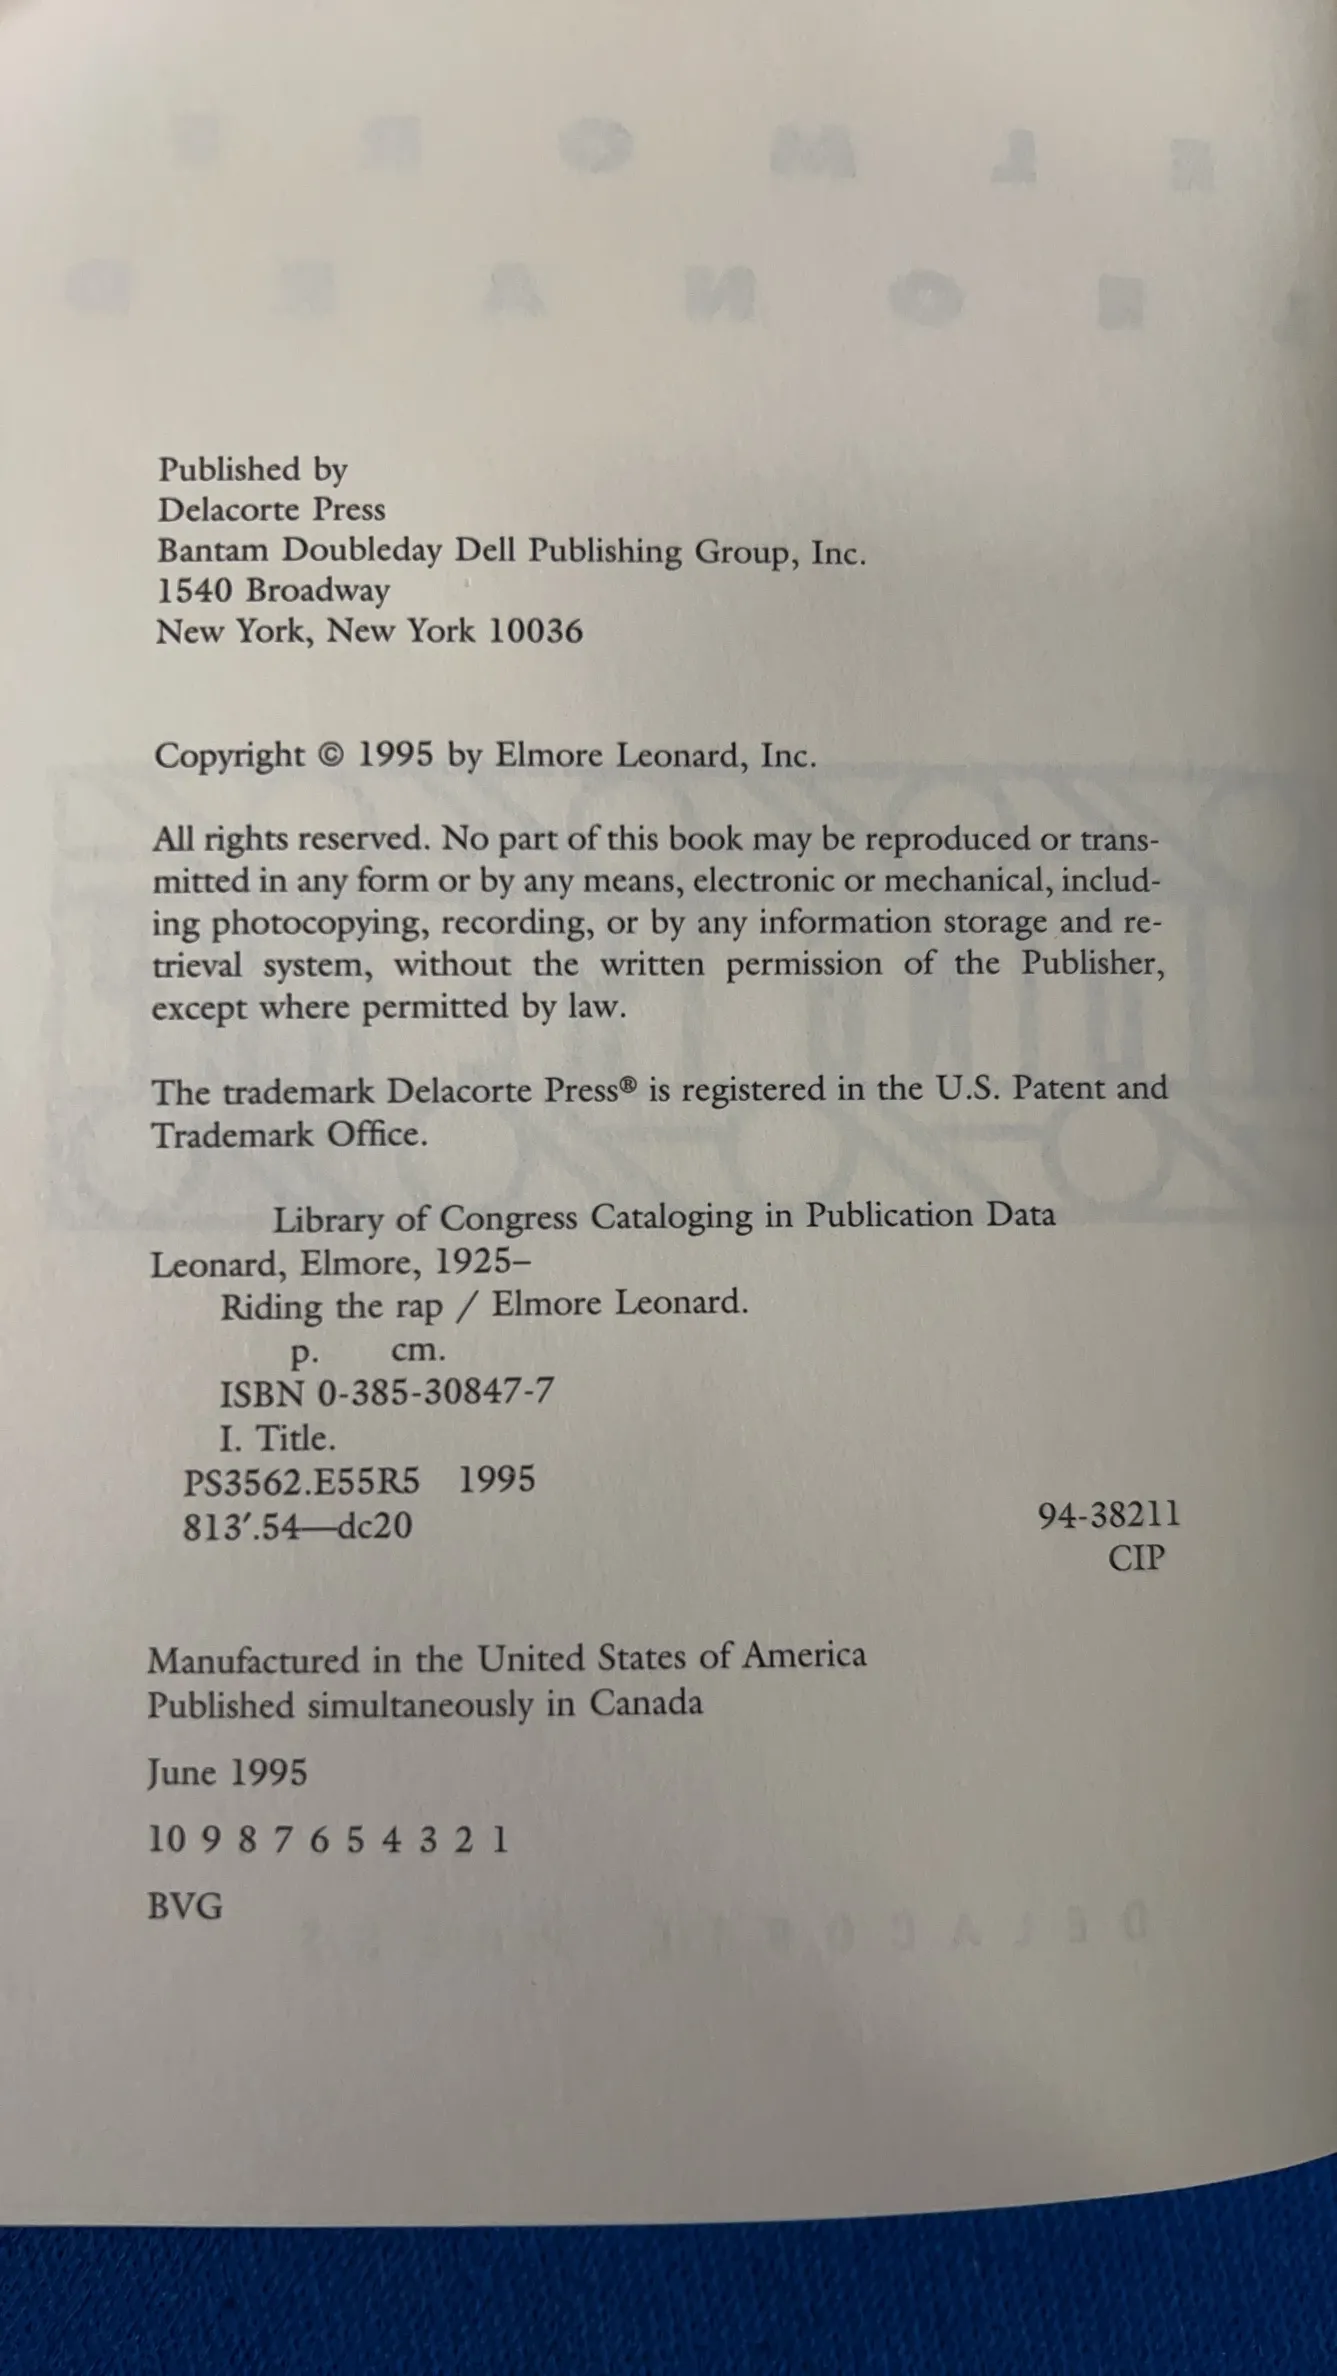 Published by
Delacorte Press
Bantam Doubleday Dell Publishing Group, Inc.
1540 Broadway
New York, New York 10036
Copyright © 1995 by Elmore Leonard, Inc.
All rights reserved. No part of this book may be reproduced or trans-
mitted in any form or by any means, electronic or mechanical, includ-
ing photocopying, recording, or by any information storage and re-
trieval system, without the written permission of the Publisher,
except where permitted by law.
The trademark Delacorte Press® is registered in the U.S. Patent and
Trademark Office.
Library of Congress Cataloging in Publication Data
Leonard, Elmore, 1925–
Riding the rap / Elmore Leonard.
p. cm.
ISBN 0-385-30847-7
I. Title.
PS3562.E55R5 1995
813′.54—dc20
94-38211
CIP
Manufactured in the United States of America
Published simultaneously in Canada
June 1995
10 9 8 7 6 5 4 3 2 1
BVG